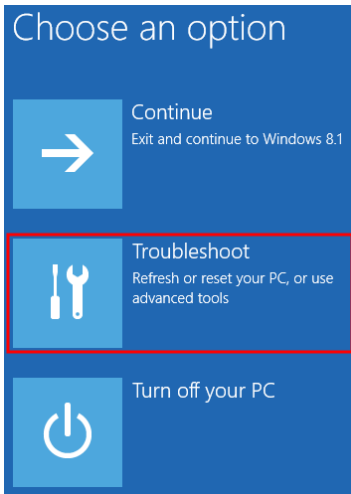 Choose an option
Continue
Exit and continue to Windows 8.1
Troubleshoot
Refresh or reset your PC, or use
advanced tools
Turn off your PC